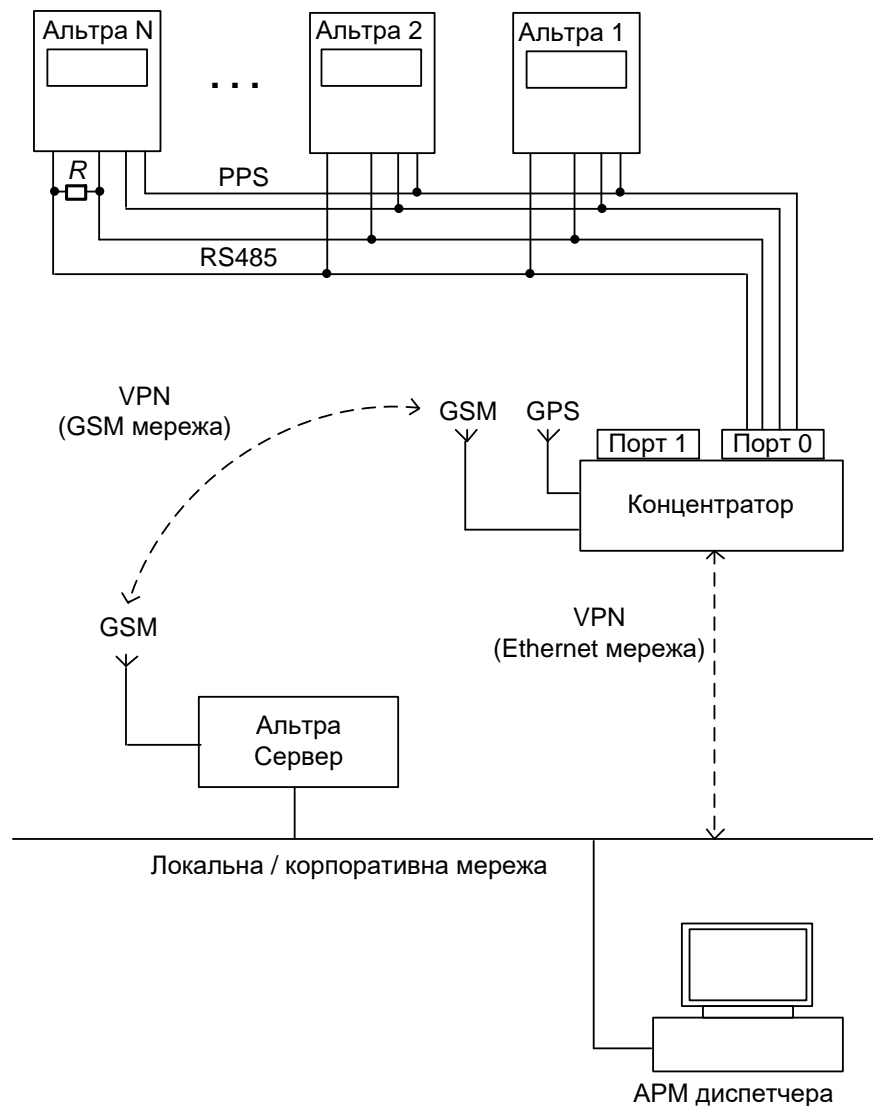 Альтра N
Альтра 2
Альтра 1
. . .
R
PPS
RS485
VPN
(GSM мережа)
GSM
GPS
Порт 1
Порт 0
Концентратор
GSM
VPN
(Ethernet мережа)
Альтра
Сервер
Локальна / корпоративна мережа
АРМ диспетчера